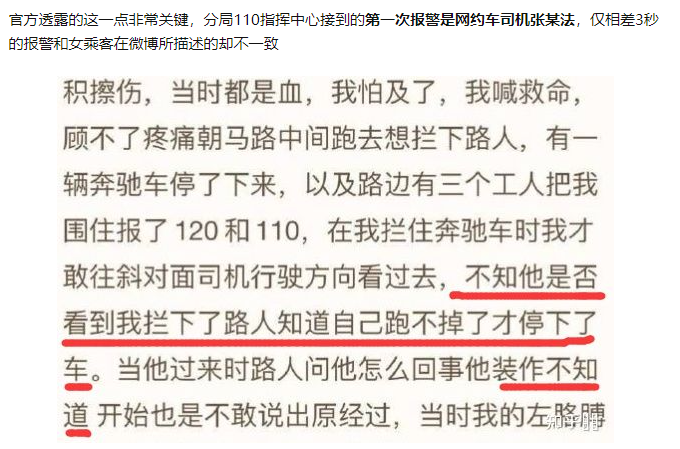 官方透露的这一点非常关键，分局110指挥中心接到的第一次报警是网约车司机张某法，仅相差3秒
的报警和女乘客在微博所描述的却不一致
积擦伤，当时都是血，我怕及了，我喊救命，
顾不了疼痛朝马路中间跑去想拦下路人，有一
辆奔驰车停了下来，以及路边有三个工人把我
围住报了 120 和 110，在我拦住奔驰车时我才
敢往斜对面司机行驶方向看过去，不知他是否
看到我拦下了路人知道自己跑不掉了才停下了
车。当他过来时路人问他怎么回事他装作不知
道 开始也是不敢说出原经过，当时我的左胳膊